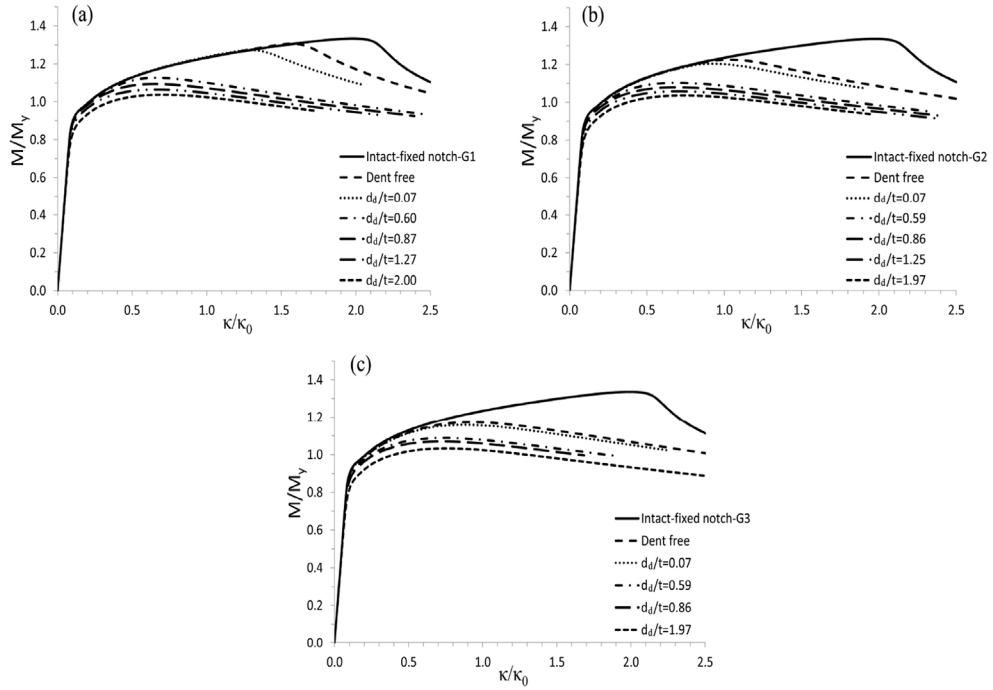 (a)
M/My
1.4
1.2
1.0
0.8
0.6
0.4
0.2
0.0
Intact-fixed notch-G1
Dent free
dd/t=0.07
dd/t=0.60
dd/t=0.87
dd/t=1.27
dd/t=2.00
0.0 0.5 1.0 1.5 2.0 2.5
κ/κ0
(b)
M/My
1.4
1.2
1.0
0.8
0.6
0.4
0.2
0.0
Intact-fixed notch-G2
Dent free
dd/t=0.07
dd/t=0.59
dd/t=0.86
dd/t=1.25
dd/t=1.97
0.0 0.5 1.0 1.5 2.0 2.5
κ/κ0
(c)
M/My
1.4
1.2
1.0
0.8
0.6
0.4
0.2
0.0
Intact-fixed notch-G3
Dent free
dd/t=0.07
dd/t=0.59
dd/t=0.86
dd/t=1.97
0.0 0.5 1.0 1.5 2.0 2.5
κ/κ0